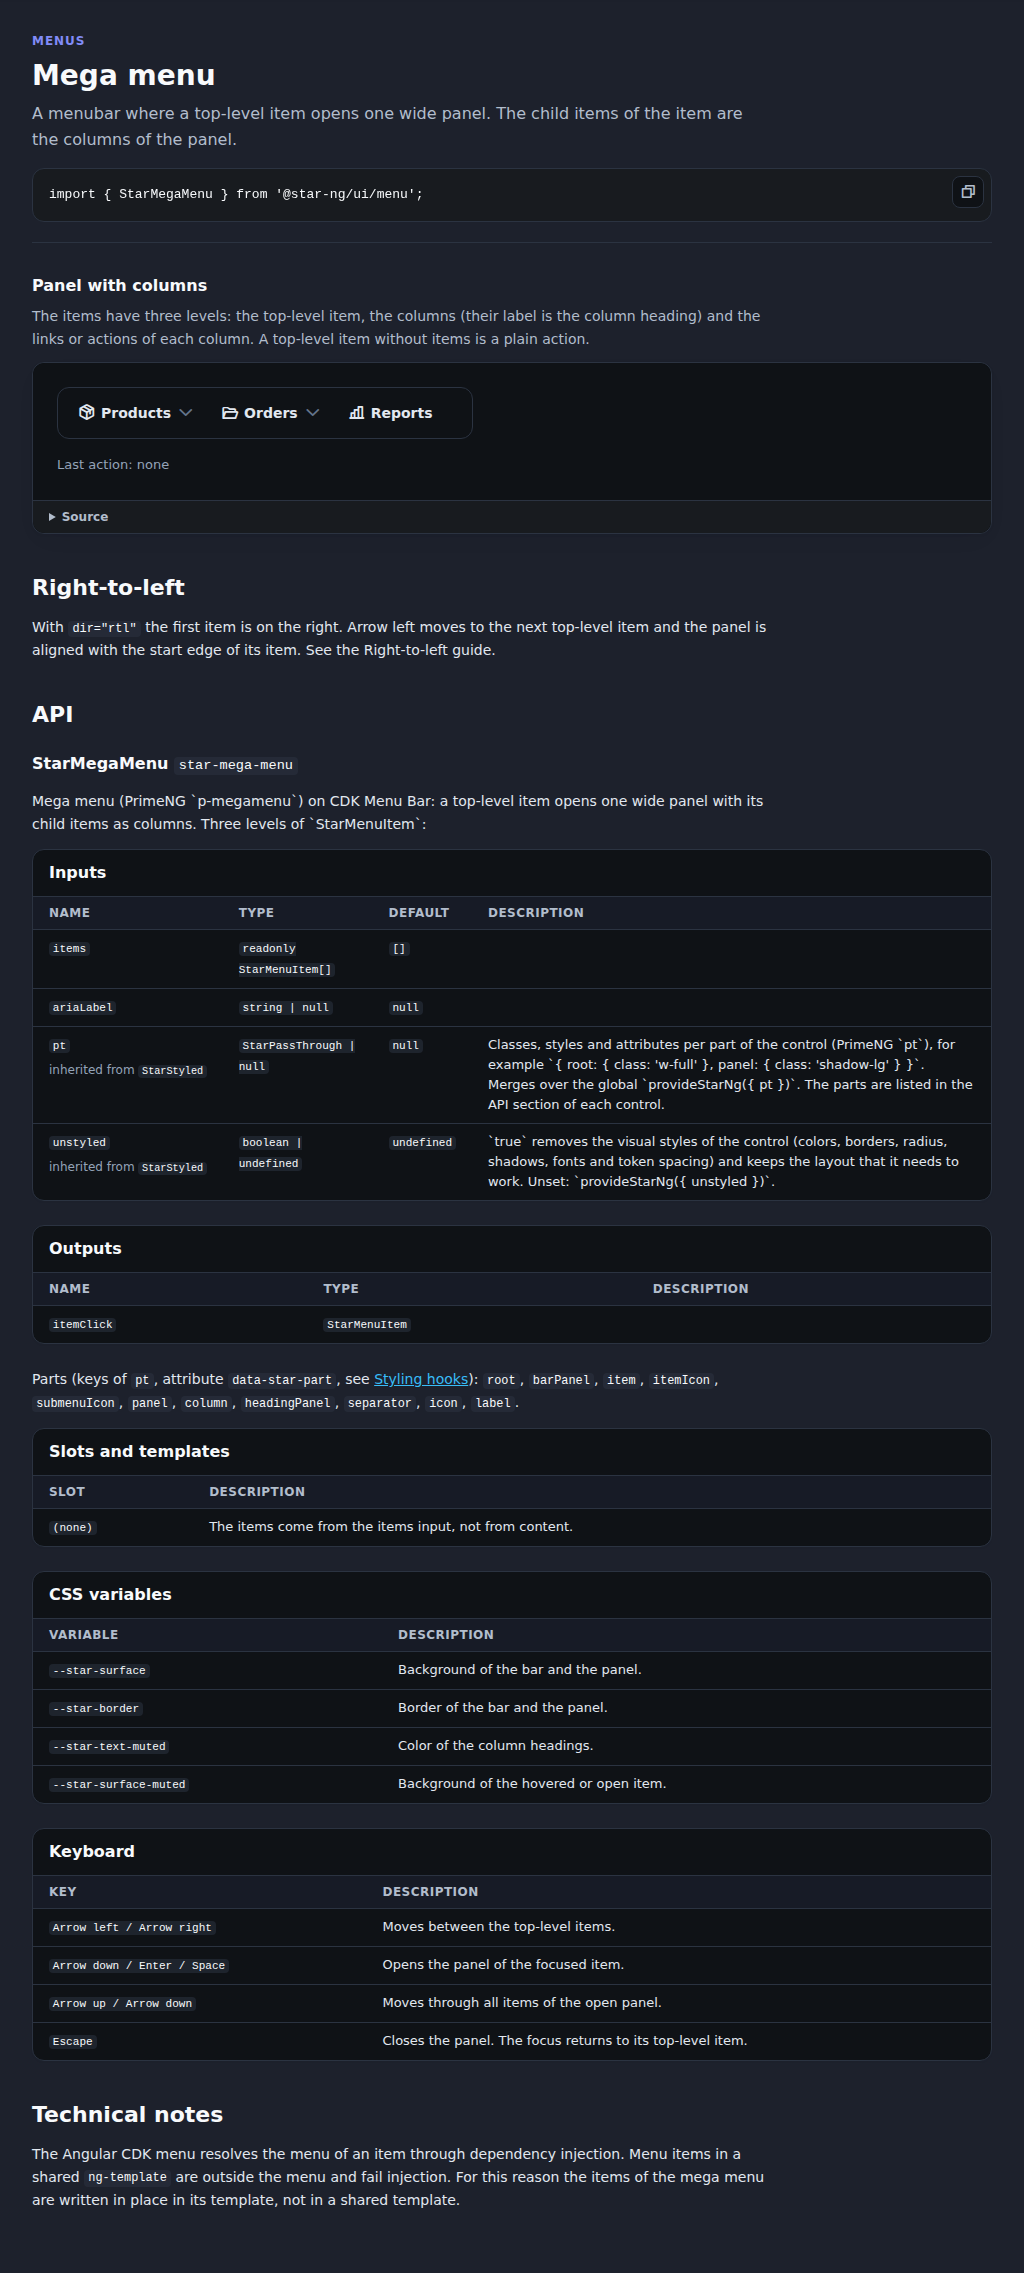 MENUS
Mega menu
A menubar where a top-level item opens one wide panel. The child items of the item are
the columns of the panel.
import { StarMegaMenu } from '@star-ng/ui/menu';
Panel with columns
The items have three levels: the top-level item, the columns (their label is the column heading) and the
links or actions of each column. A top-level item without items is a plain action.
Products Orders Reports
Last action: none
Source
Right-to-left
With dir="rtl" the first item is on the right. Arrow left moves to the next top-level item and the panel is
aligned with the start edge of its item. See the Right-to-left guide.
API
StarMegaMenu star-mega-menu
Mega menu (PrimeNG `p-megamenu`) on CDK Menu Bar: a top-level item opens one wide panel with its
child items as columns. Three levels of `StarMenuItem`:
Inputs
NAME TYPE DEFAULT DESCRIPTION
items readonly []
StarMenuItem[]
ariaLabel string | null null
pt StarPassThrough | null Classes, styles and attributes per part of the control (PrimeNG `pt`), for
inherited from StarStyled null example `{ root: { class: 'w-full' }, panel: { class: 'shadow-lg' } }`.
Merges over the global `provideStarNg({ pt })`. The parts are listed in the
API section of each control.
unstyled boolean | undefined `true` removes the visual styles of the control (colors, borders, radius,
inherited from StarStyled undefined shadows, fonts and token spacing) and keeps the layout that it needs to
work. Unset: `provideStarNg({ unstyled })`.
Outputs
NAME TYPE DESCRIPTION
itemClick StarMenuItem
Parts (keys of pt, attribute data-star-part, see Styling hooks): root, barPanel, item, itemIcon,
submenuIcon, panel, column, headingPanel, separator, icon, label.
Slots and templates
SLOT DESCRIPTION
(none) The items come from the items input, not from content.
CSS variables
VARIABLE DESCRIPTION
--star-surface Background of the bar and the panel.
--star-border Border of the bar and the panel.
--star-text-muted Color of the column headings.
--star-surface-muted Background of the hovered or open item.
Keyboard
KEY DESCRIPTION
Arrow left / Arrow right Moves between the top-level items.
Arrow down / Enter / Space Opens the panel of the focused item.
Arrow up / Arrow down Moves through all items of the open panel.
Escape Closes the panel. The focus returns to its top-level item.
Technical notes
The Angular CDK menu resolves the menu of an item through dependency injection. Menu items in a
shared ng-template are outside the menu and fail injection. For this reason the items of the mega menu
are written in place in its template, not in a shared template.